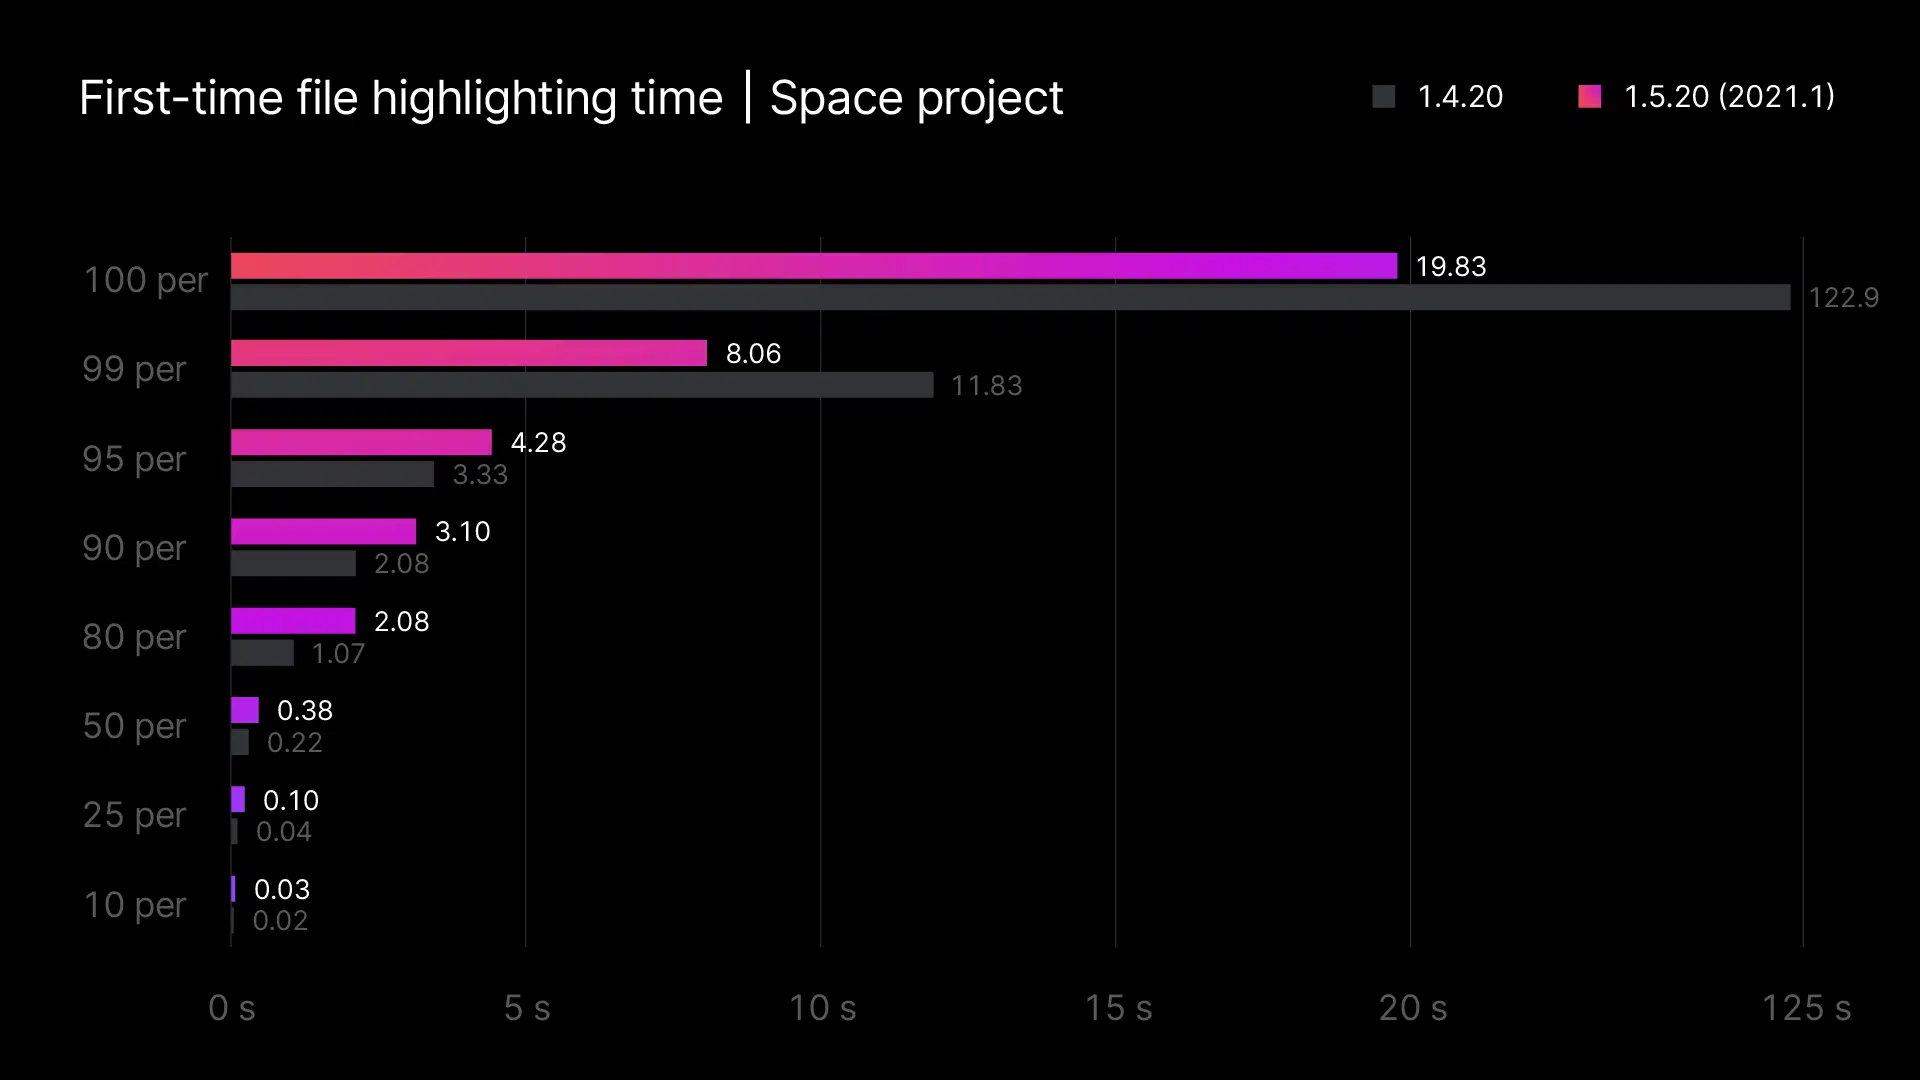 First-time file highlighting time | Space project
1.4.20
1.5.20 (2021.1)
100 per
19.83
122.9
99 per
8.06
11.83
95 per
4.28
3.33
90 per
3.10
2.08
80 per
2.08
1.07
50 per
0.38
0.22
25 per
0.10
0.04
10 per
0.03
0.02
0 s
5 s
10 s
15 s
20 s
125 s